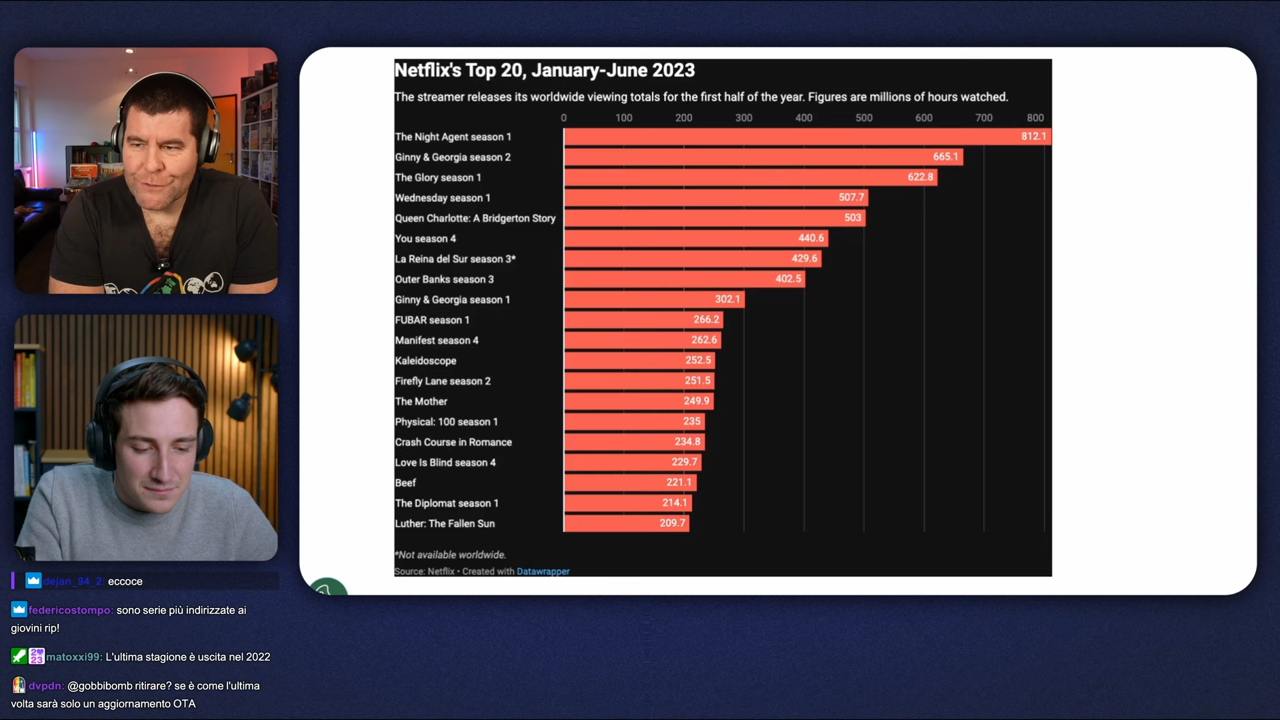 Netflix's Top 20, January-June 2023
The streamer releases its worldwide viewing totals for the first half of the year. Figures are millions of hours watched.
0 100 200 300 400 500 600 700 800
The Night Agent season 1 812.1
Ginny & Georgia season 2 665.1
The Glory season 1 622.8
Wednesday season 1 507.7
Queen Charlotte: A Bridgerton Story 503
You season 4 440.6
La Reina del Sur season 3* 429.6
Outer Banks season 3 402.5
Ginny & Georgia season 1 302.1
FUBAR season 1 266.2
Manifest season 4 262.6
Kaleidoscope 252.5
Firefly Lane season 2 251.5
The Mother 249.9
Physical: 100 season 1 235
Crash Course in Romance 234.8
Love Is Blind season 4 229.7
Beef 221.1
The Diplomat season 1 214.1
Luther: The Fallen Sun 209.7
*Not available worldwide.
Source: Netflix • Created with Datawrapper
dejan_94_2: eccoce
federicostompo: sono serie più indirizzate ai
giovini rip!
matoxxi99: L'ultima stagione è uscita nel 2022
dvpdn: @gobbibomb ritirare? se è come l'ultima
volta sarà solo un aggiornamento OTA